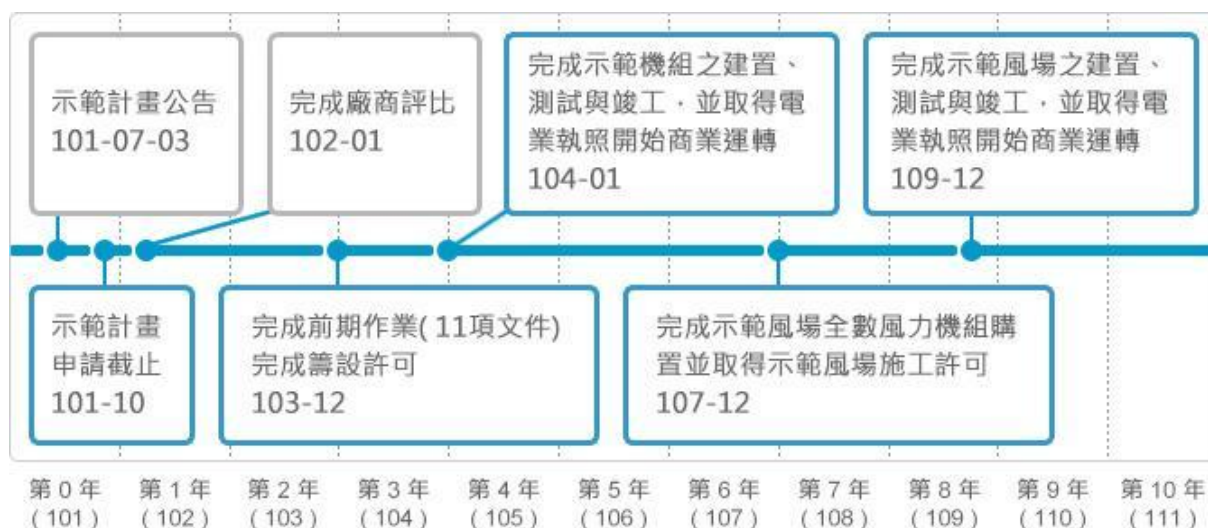 示範計畫公告
101-07-03
完成廠商評比
102-01
完成示範機組之建置、
測試與竣工，並取得電
業執照開始商業運轉
104-01
完成示範風場之建置、
測試與竣工，並取得電
業執照開始商業運轉
109-12
示範計畫
申請截止
101-10
完成前期作業( 11項文件)
完成籌設許可
103-12
完成示範風場全數風力機組購
置並取得示範風場施工許可
107-12
第 0 年 第 1 年 第 2 年 第 3 年 第 4 年 第 5 年 第 6 年 第 7 年 第 8 年 第 9 年 第 10 年
( 101 ) ( 102 ) ( 103 ) ( 104 ) ( 105 ) ( 106 ) ( 107 ) ( 108 ) ( 109 ) ( 110 ) ( 111 )